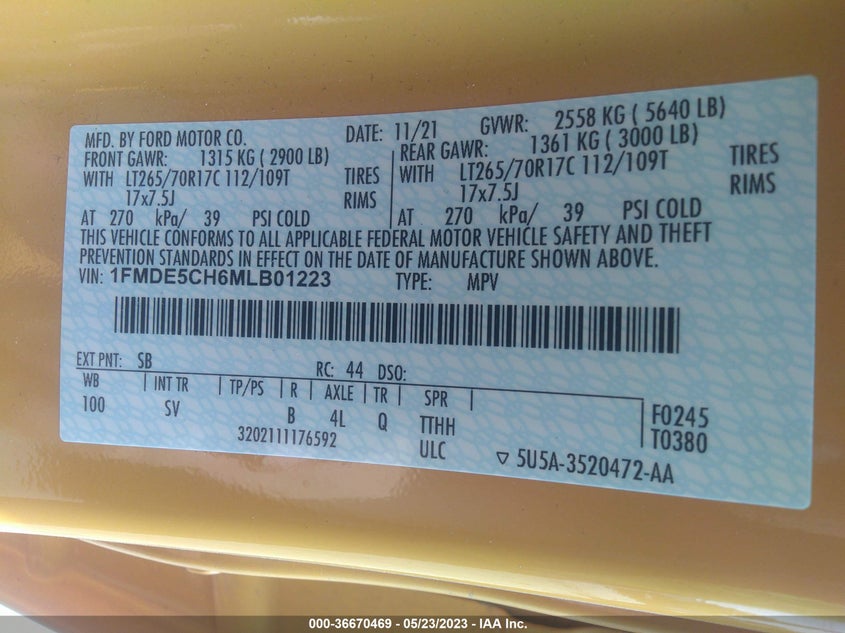 MFD. BY FORD MOTOR CO. DATE: 11/21 GVWR: 2558 KG ( 5640 LB)
FRONT GAWR: 1315 KG ( 2900 LB) REAR GAWR: 1361 KG ( 3000 LB)
WITH LT265/70R17C 112/109T TIRES WITH LT265/70R17C 112/109T TIRES
17x7.5J RIMS 17x7.5J RIMS
AT 270 kPa/ 39 PSI COLD AT 270 kPa/ 39 PSI COLD
THIS VEHICLE CONFORMS TO ALL APPLICABLE FEDERAL MOTOR VEHICLE SAFETY AND THEFT
PREVENTION STANDARDS IN EFFECT ON THE DATE OF MANUFACTURE SHOWN ABOVE.
VIN: 1FMDE5CH6MLB01223 TYPE: MPV
EXT PNT: SB RC: 44 DSO:
WB INT TR TP/PS R AXLE TR SPR
100 SV B 4L Q TTHH F0245
3202111176592 ULC T0380
▽ 5U5A-3520472-AA
000-36670469 - 05/23/2023 - IAA Inc.